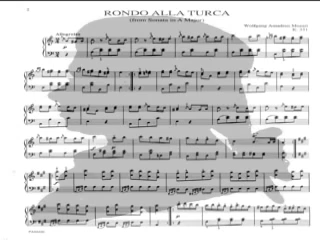 RONDO ALLA TURCA
(from Sonata in A Major)
Allegretto
Wolfgang Amadeus Mozart
K. 331